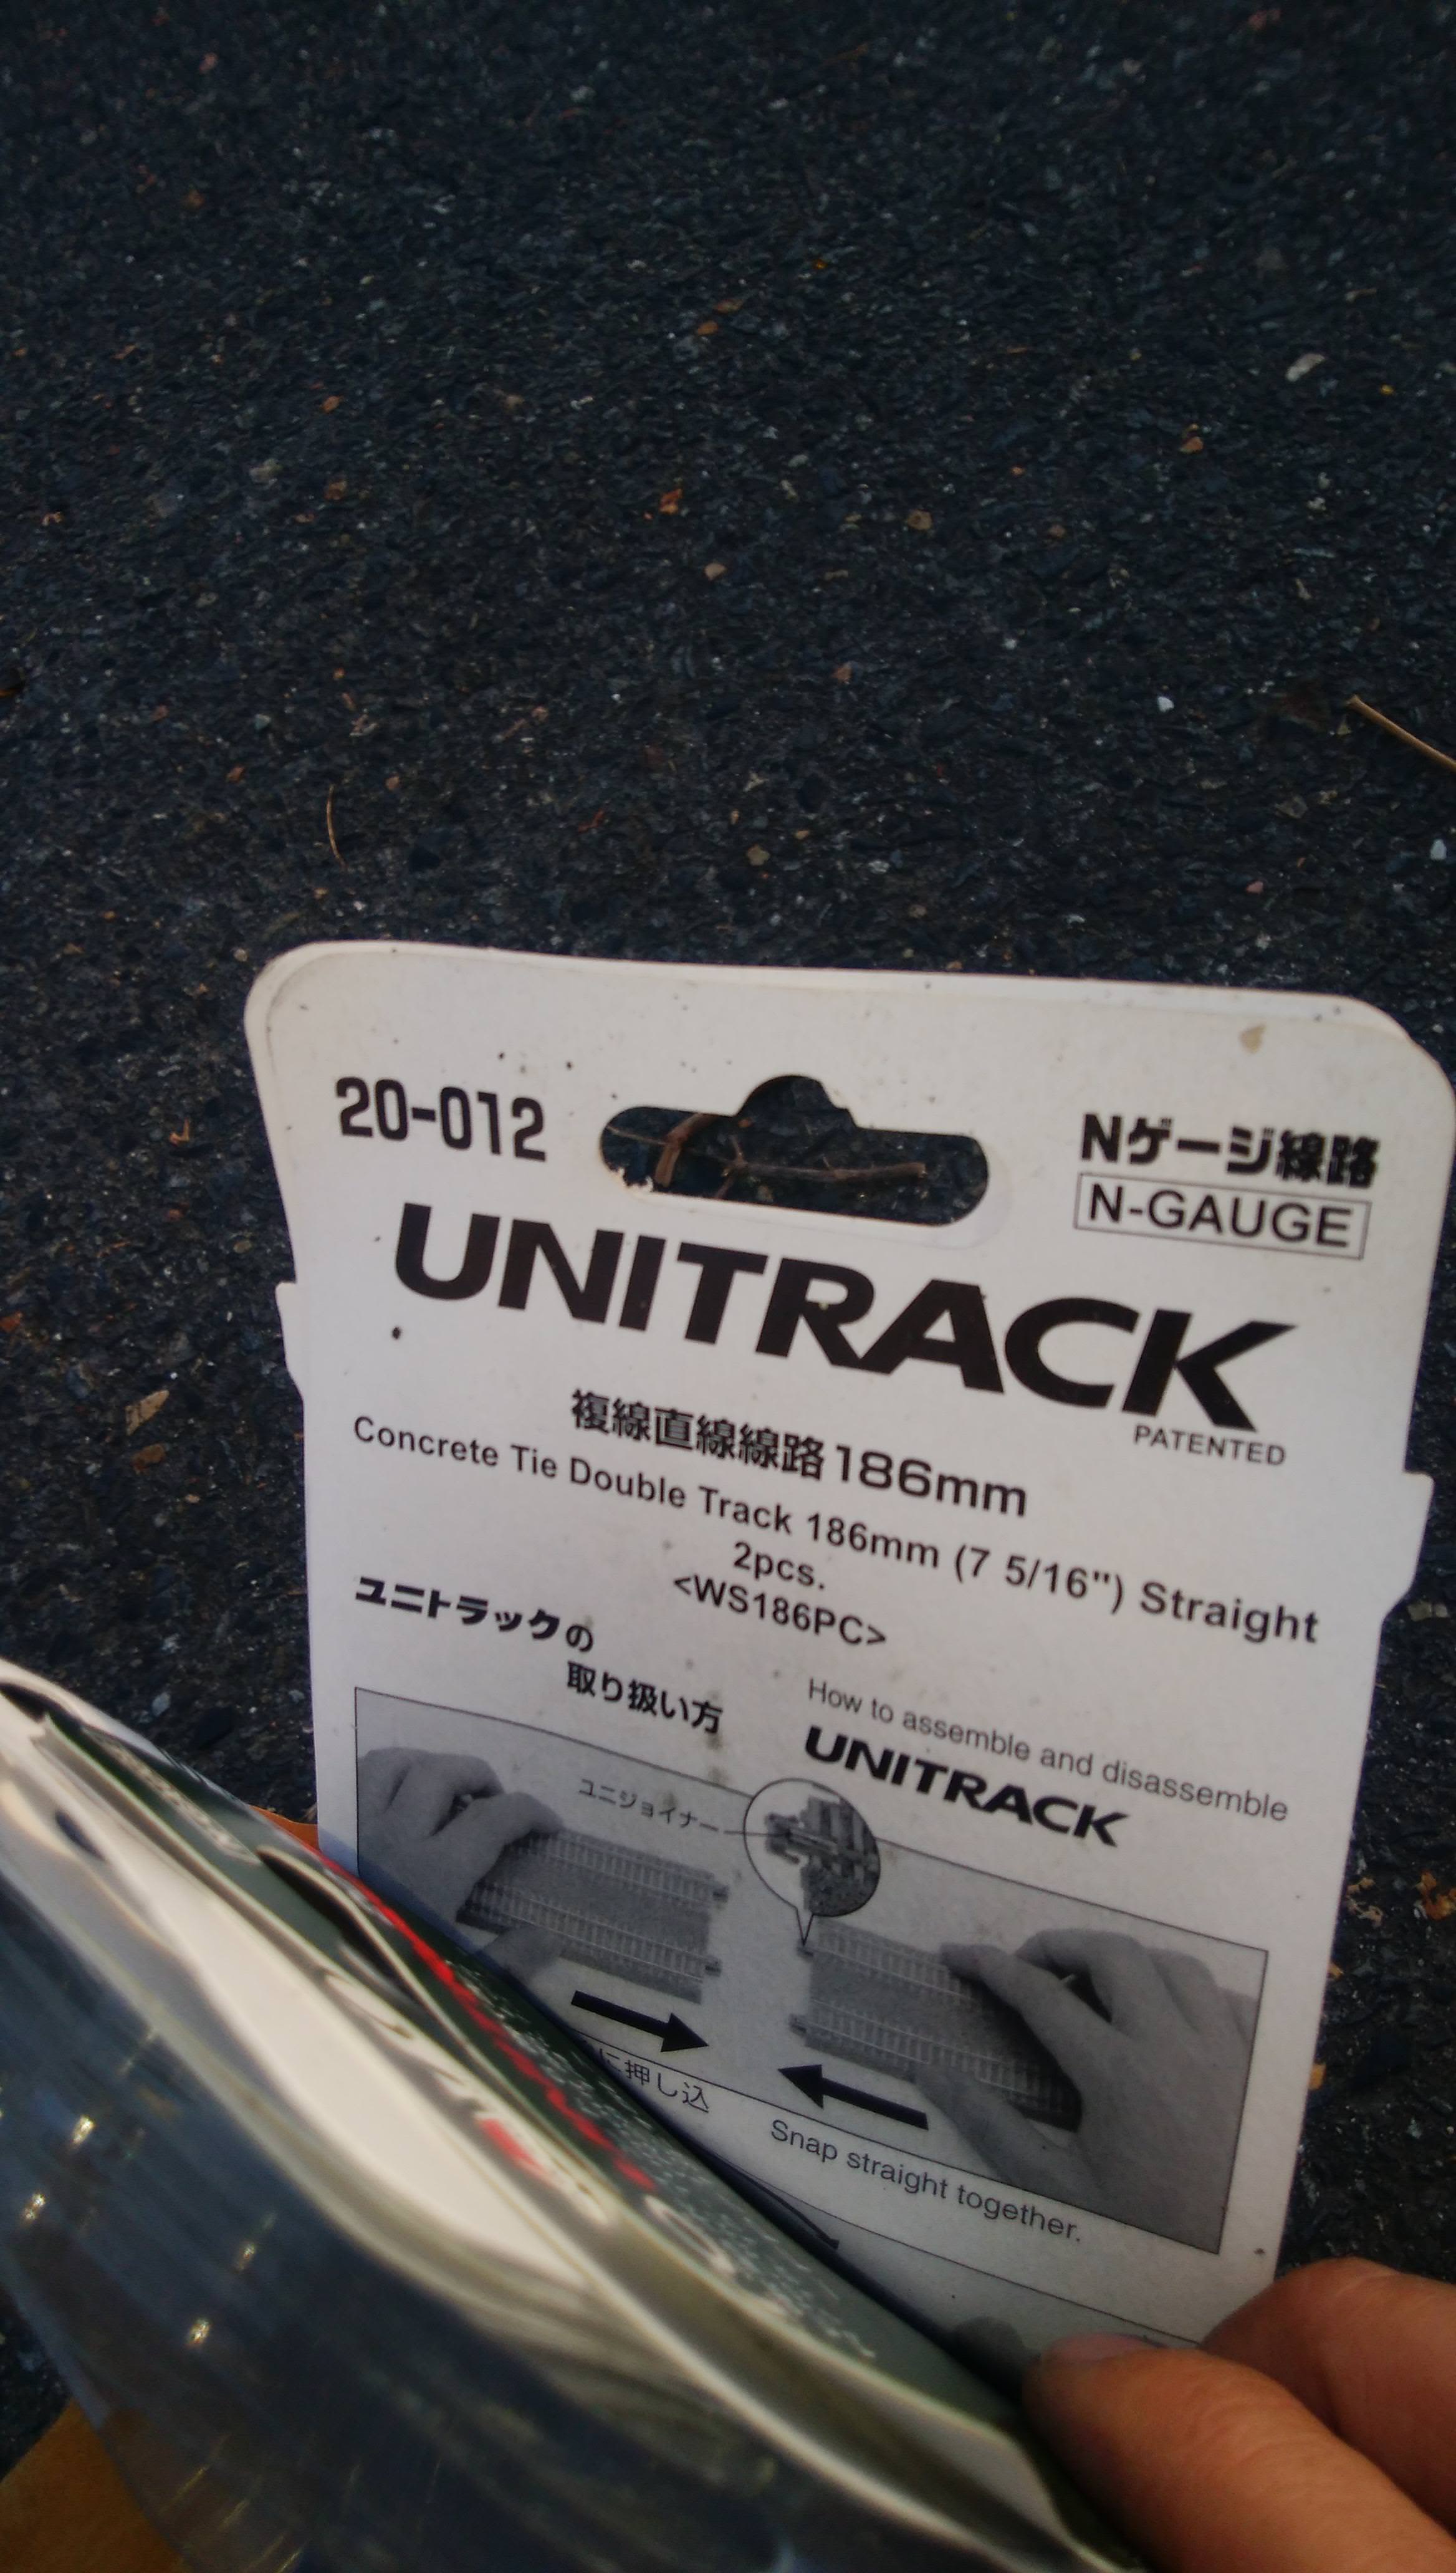 20-012
Nゲージ線路
N-GAUGE
UNITRACK
PATENTED
複線直線線路186mm
Concrete Tie Double Track 186mm (7 5/16") Straight
2pcs.
<WS186PC>
ユニトラックの
取り扱い方
How to assemble and disassemble
UNITRACK
ユニジョイナー
に押し込
Snap straight together.